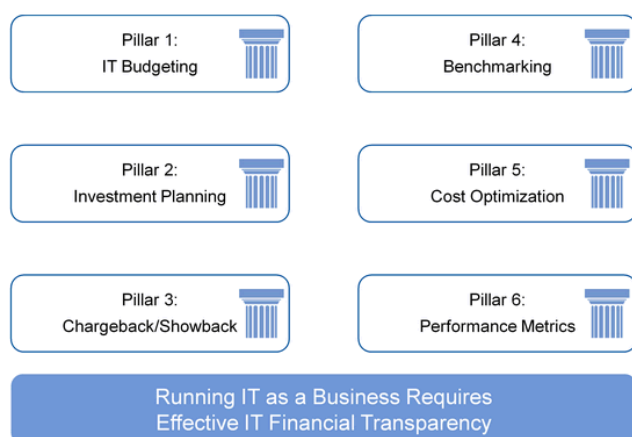 Pillar 1:
IT Budgeting
Pillar 2:
Investment Planning
Pillar 3:
Chargeback/Showback
Pillar 4:
Benchmarking
Pillar 5:
Cost Optimization
Pillar 6:
Performance Metrics
Running IT as a Business Requires
Effective IT Financial Transparency